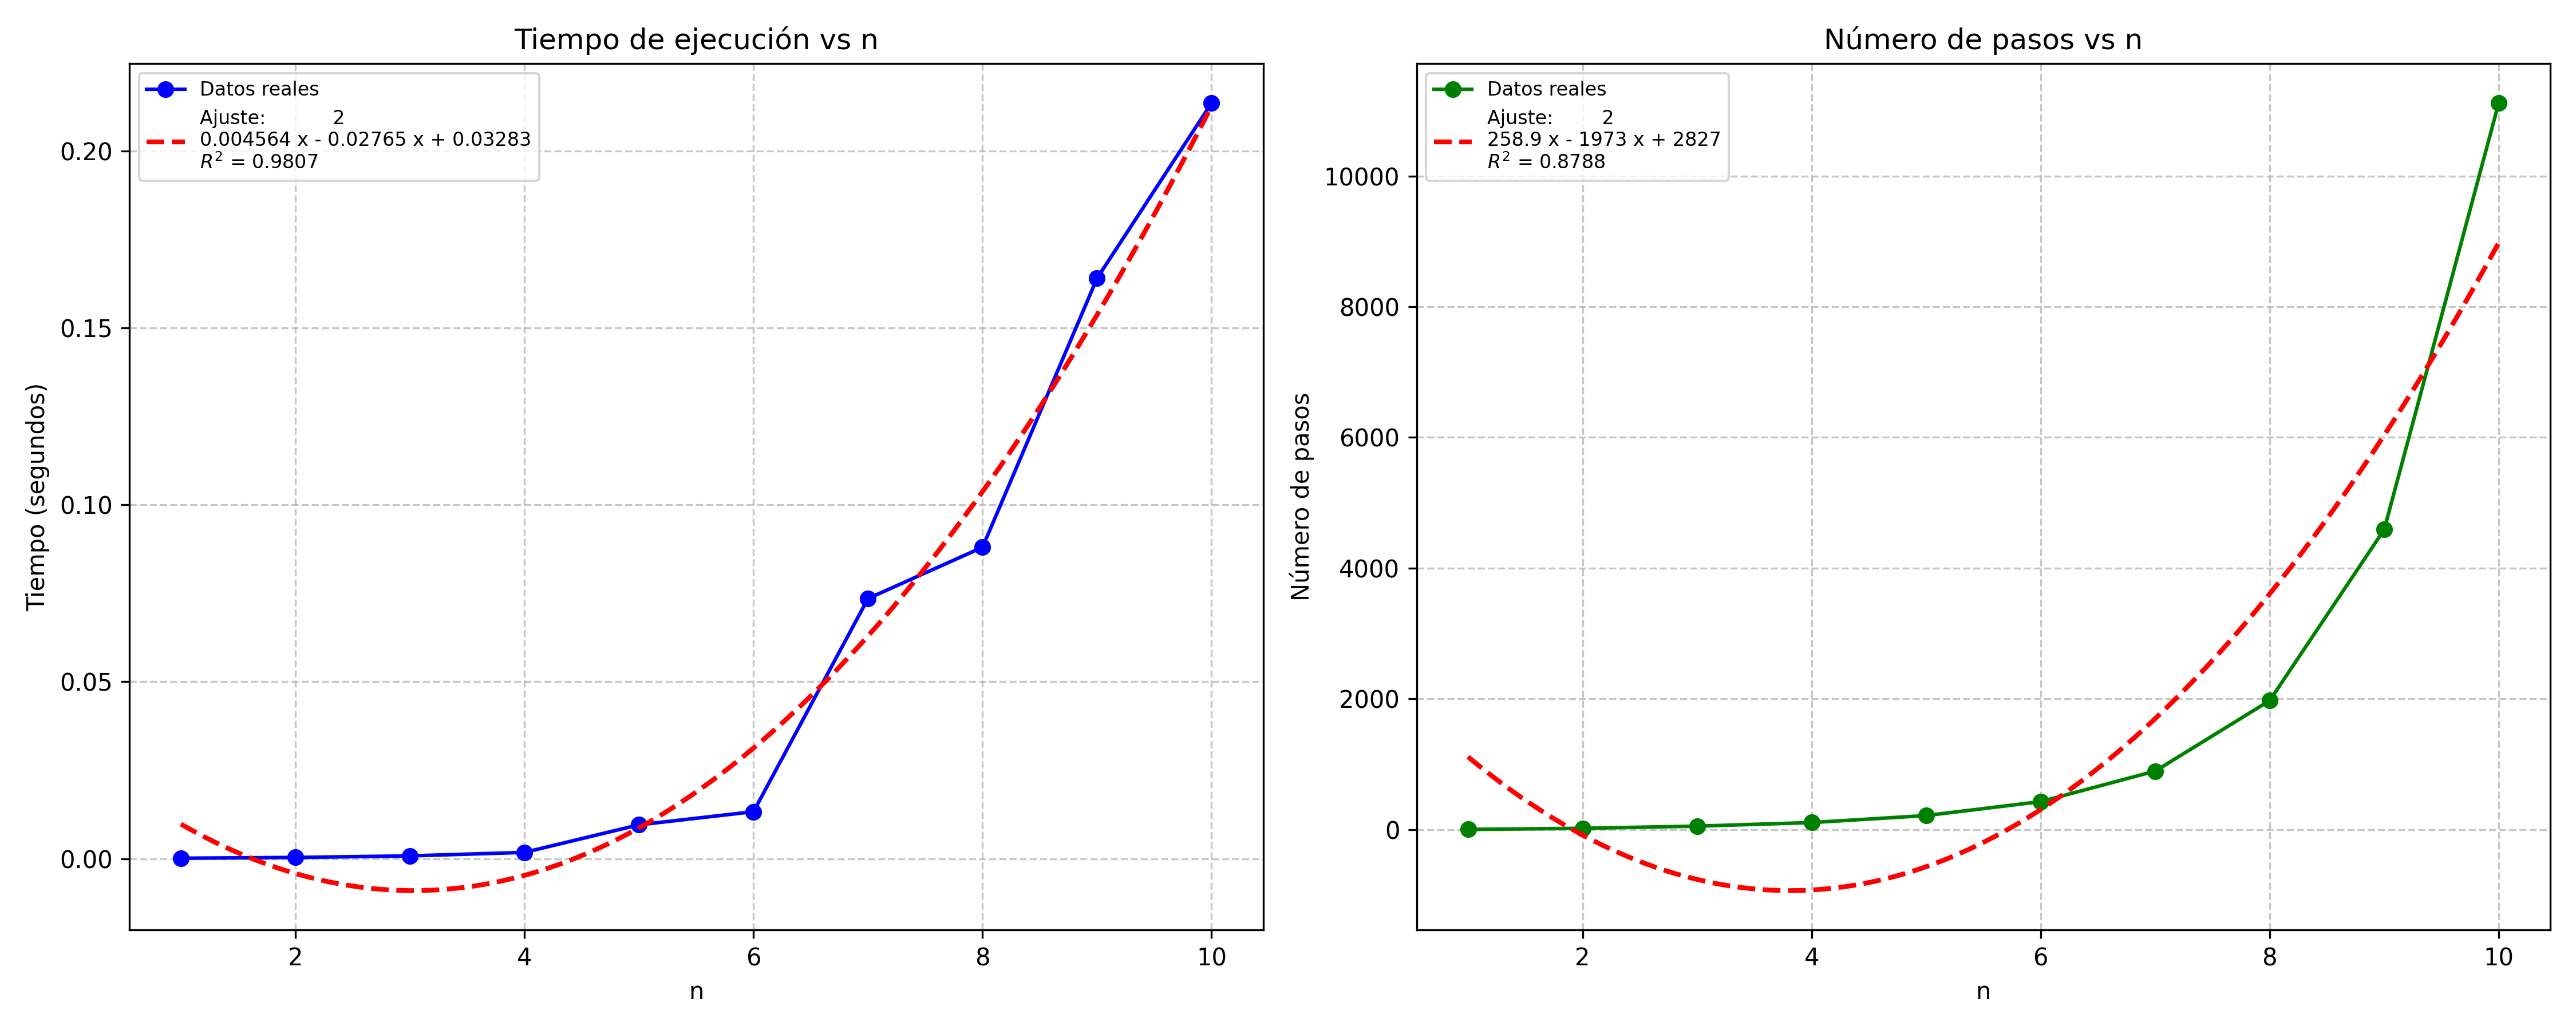 Tiempo de ejecución vs n
Datos reales
Ajuste: 2
0.004564 x - 0.02765 x + 0.03283
R² = 0.9807
0.20
0.15
0.10
0.05
0.00
Tiempo (segundos)
2 4 6 8 10
n
Número de pasos vs n
Datos reales
Ajuste: 2
258.9 x - 1973 x + 2827
R² = 0.8788
10000
8000
6000
4000
2000
0
Número de pasos
2 4 6 8 10
n